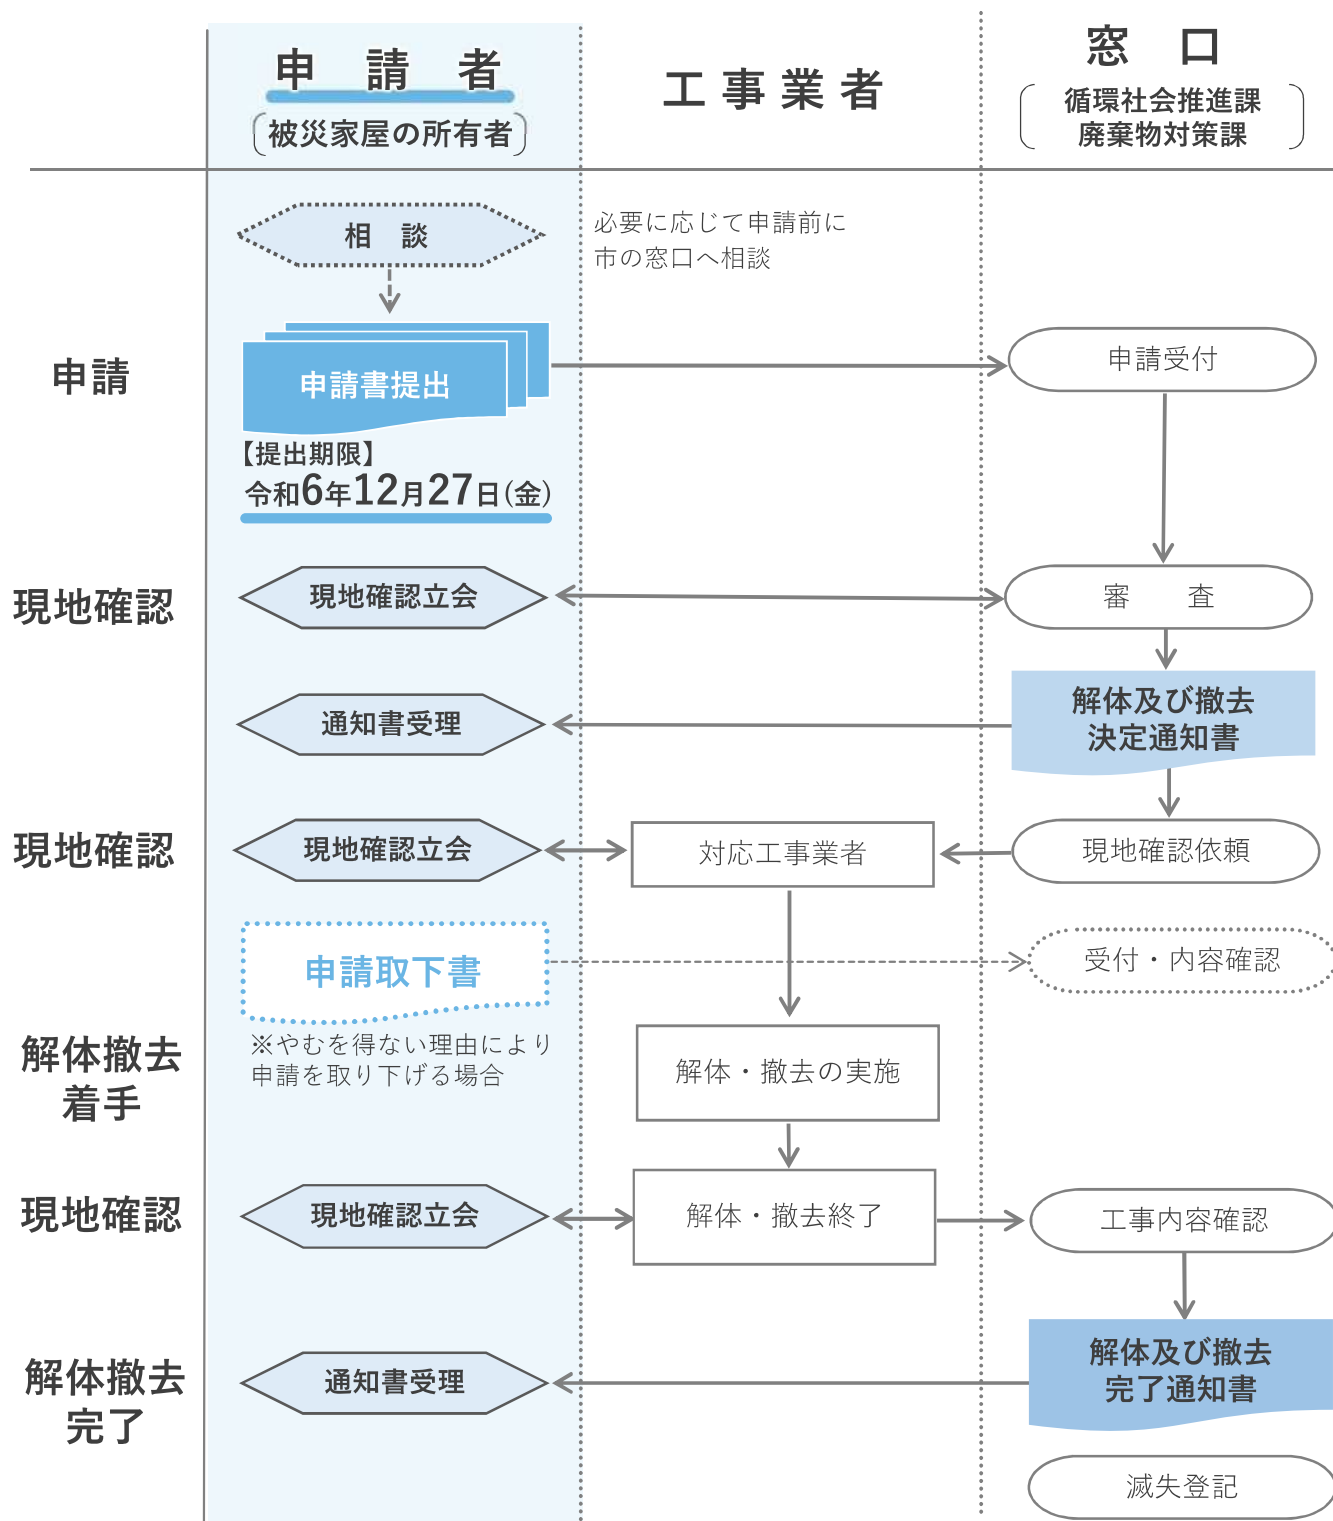 申　請　者
〔被災家屋の所有者〕
工事業者
窓　口
循環社会推進課
廃棄物対策課
相　談
必要に応じて申請前に
市の窓口へ相談
申請
申請書提出
申請受付
【提出期限】
令和6年12月27日(金)
現地確認
現地確認立会
審　査
通知書受理
解体及び撤去
決定通知書
現地確認
現地確認立会
対応工事業者
現地確認依頼
申請取下書
受付・内容確認
※やむを得ない理由により
申請を取り下げる場合
解体撤去
着手
解体・撤去の実施
現地確認
現地確認立会
解体・撤去終了
工事内容確認
解体撤去
完了
通知書受理
解体及び撤去
完了通知書
滅失登記